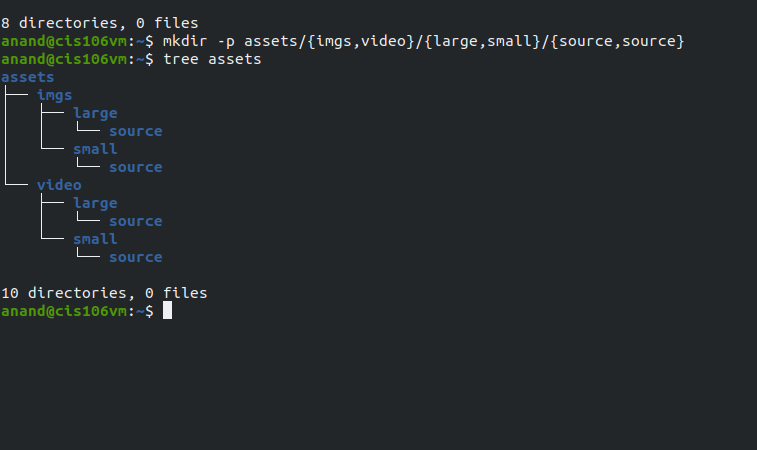 8 directories, 0 files
anand@cis106vm:~$ mkdir -p assets/{imgs,video}/{large,small}/{source,source}
anand@cis106vm:~$ tree assets
assets
├── imgs
│   ├── large
│   │   └── source
│   └── small
│       └── source
└── video
    ├── large
    │   └── source
    └── small
        └── source

10 directories, 0 files
anand@cis106vm:~$